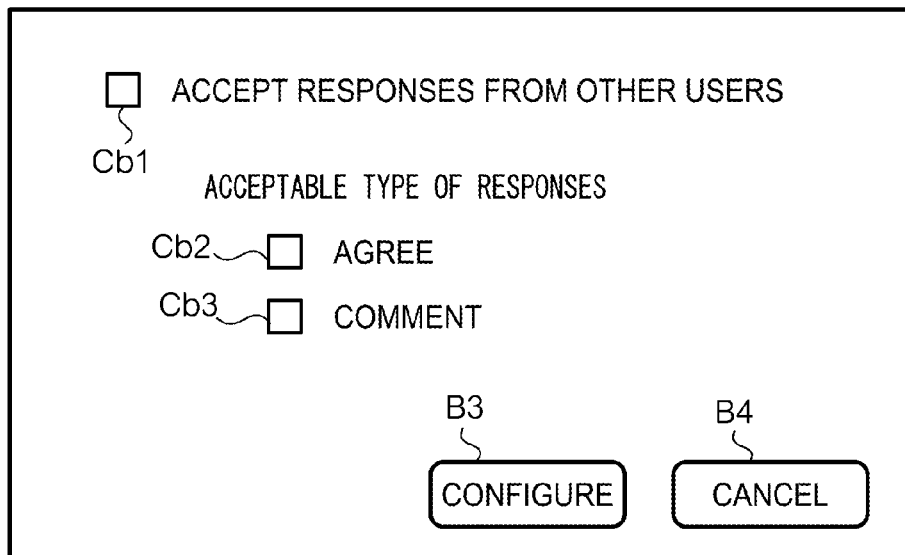 ACCEPT RESPONSES FROM OTHER USERS
Cb1
ACCEPTABLE TYPE OF RESPONSES
Cb2 AGREE
Cb3 COMMENT
B3 B4
CONFIGURE CANCEL